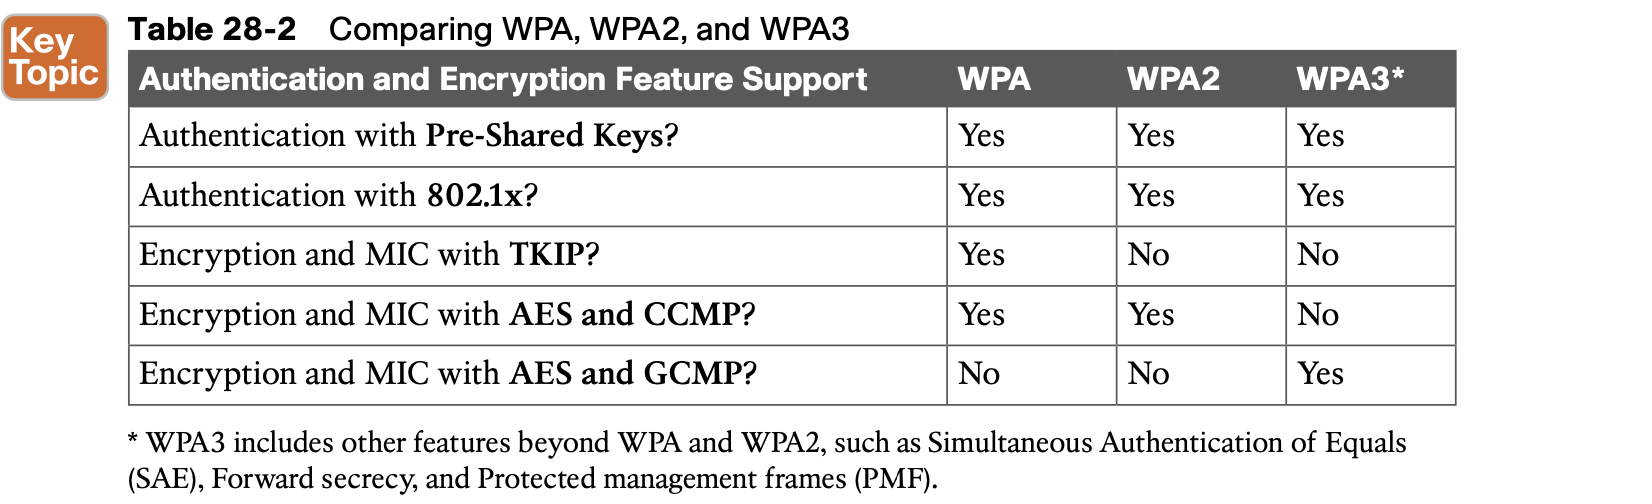 Key
Topic
Table 28-2 Comparing WPA, WPA2, and WPA3
Authentication and Encryption Feature Support WPA WPA2 WPA3*
Authentication with Pre-Shared Keys? Yes Yes Yes
Authentication with 802.1x? Yes Yes Yes
Encryption and MIC with TKIP? Yes No No
Encryption and MIC with AES and CCMP? Yes Yes No
Encryption and MIC with AES and GCMP? No No Yes
* WPA3 includes other features beyond WPA and WPA2, such as Simultaneous Authentication of Equals
(SAE), Forward secrecy, and Protected management frames (PMF).